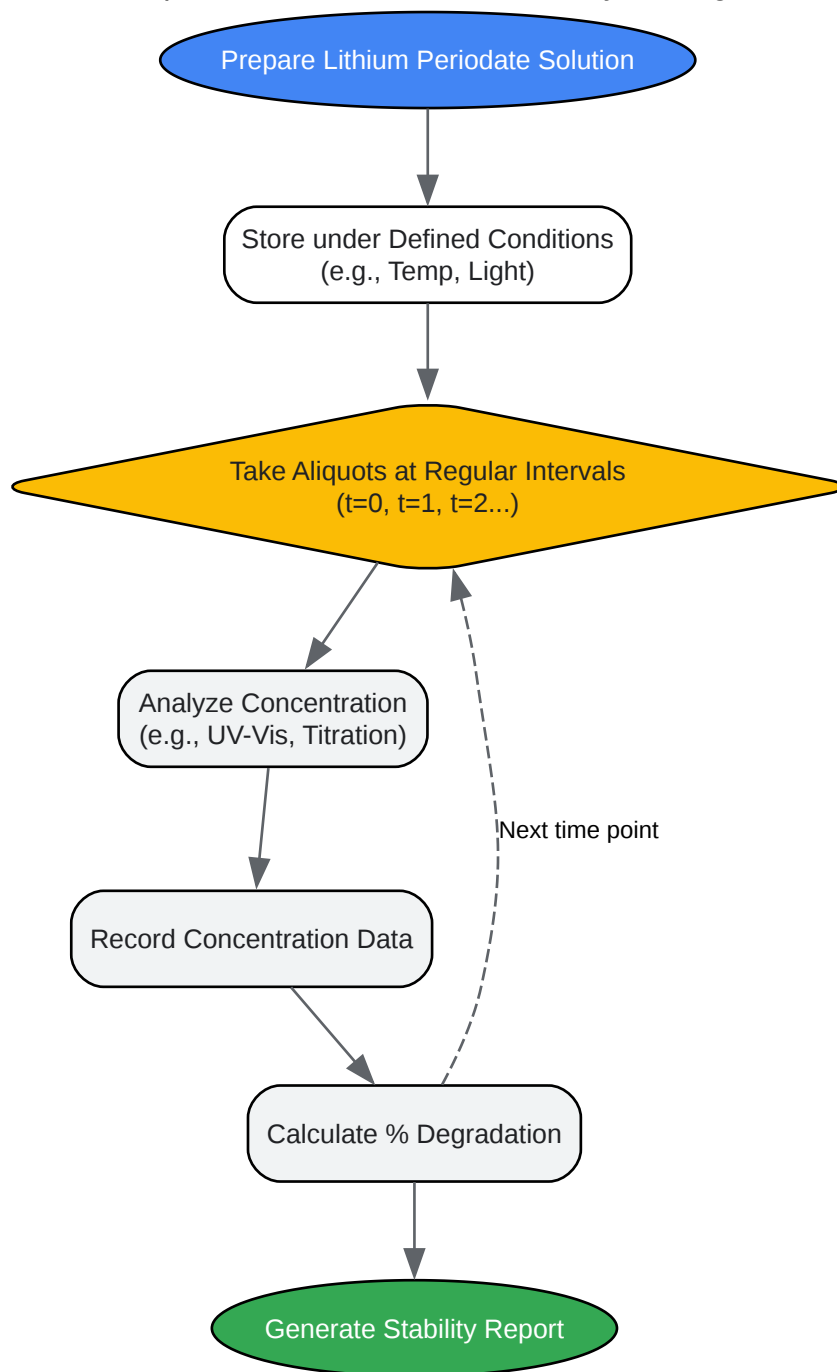 Prepare Lithium Periodate Solution
Store under Defined Conditions
(e.g., Temp, Light)
Take Aliquots at Regular Intervals
(t=0, t=1, t=2...)
Analyze Concentration
(e.g., UV-Vis, Titration)
Next time point
Record Concentration Data
Calculate % Degradation
Generate Stability Report